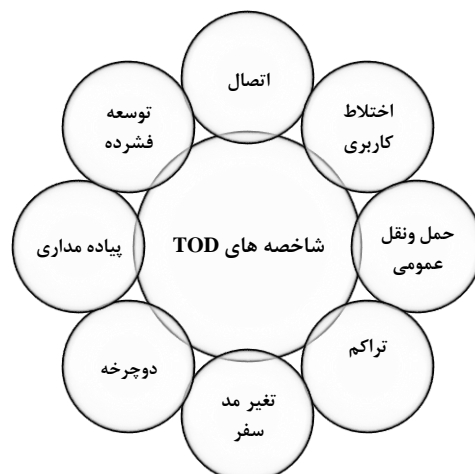 اتصال
اختلاط
کاربری
حمل ونقل
عمومی
تراکم
تغیر مد
سفر
دوچرخه
پیاده مداری
توسعه
فشرده
شاخصه های TOD